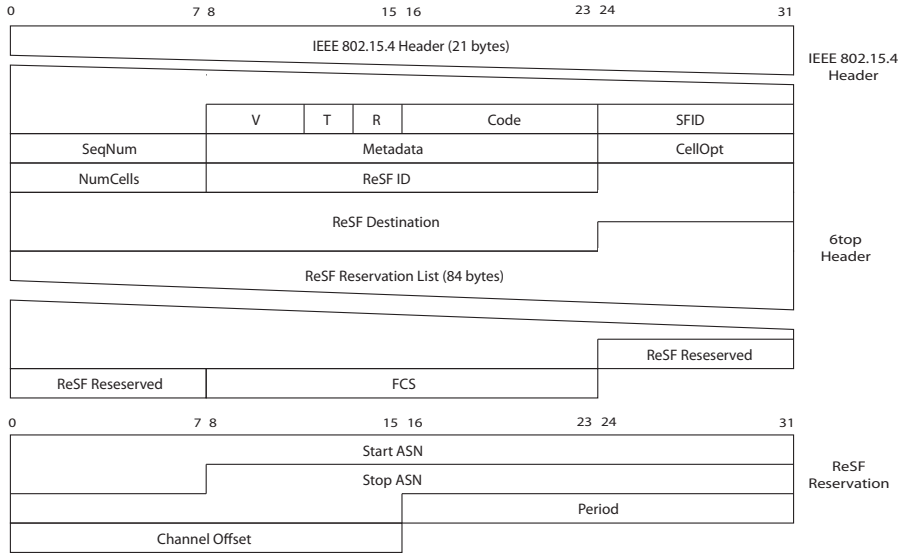 0 7 8 15 16 23 24 31
IEEE 802.15.4 Header (21 bytes)
IEEE 802.15.4
Header
V T R Code SFID
SeqNum Metadata CellOpt
NumCells ReSF ID
ReSF Destination
6top
Header
ReSF Reservation List (84 bytes)
ReSF Reseserved
ReSF Reseserved FCS
0 7 8 15 16 23 24 31
Start ASN
Stop ASN
ReSF
Reservation
Period
Channel Offset